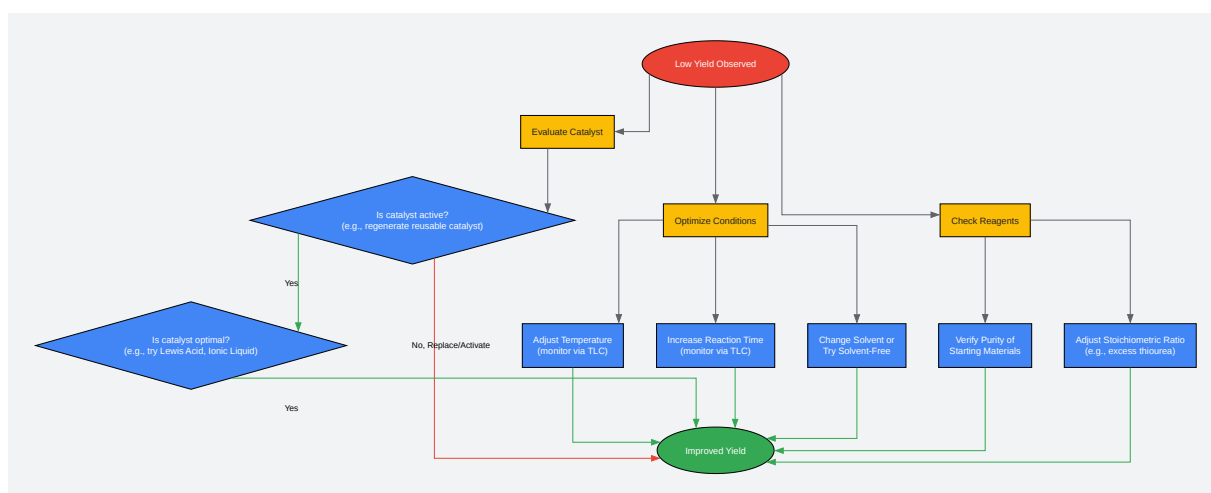 Low Yield Observed
Evaluate Catalyst
Is catalyst active?
(e.g., regenerate reusable catalyst)
Optimize Conditions
Check Reagents
Yes
Is catalyst optimal?
(e.g., try Lewis Acid, Ionic Liquid)
No, Replace/Activate
Adjust Temperature
(monitor via TLC)
Increase Reaction Time
(monitor via TLC)
Change Solvent or
Try Solvent-Free
Verify Purity of
Starting Materials
Adjust Stoichiometric Ratio
(e.g., excess thiourea)
Yes
Improved Yield